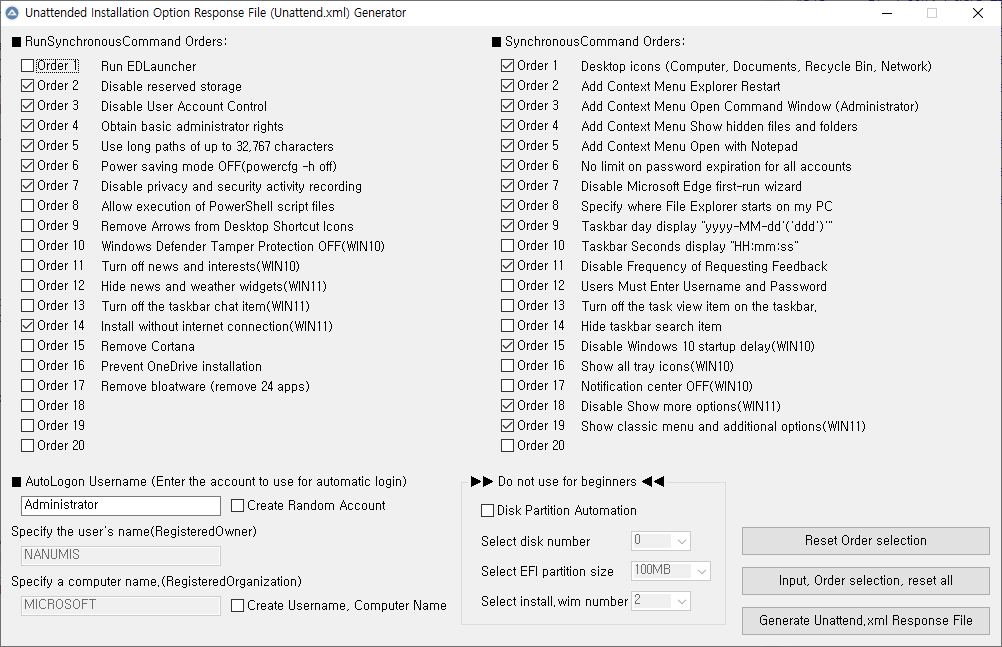 Unattended Installation Option Response File (Unattend.xml) Generator
■ RunSynchronousCommand Orders:
Order 1 Run EDLauncher
Order 2 Disable reserved storage
Order 3 Disable User Account Control
Order 4 Obtain basic administrator rights
Order 5 Use long paths of up to 32,767 characters
Order 6 Power saving mode OFF(powercfg -h off)
Order 7 Disable privacy and security activity recording
Order 8 Allow execution of PowerShell script files
Order 9 Remove Arrows from Desktop Shortcut Icons
Order 10 Windows Defender Tamper Protection OFF(WIN10)
Order 11 Turn off news and interests(WIN10)
Order 12 Hide news and weather widgets(WIN11)
Order 13 Turn off the taskbar chat item(WIN11)
Order 14 Install without internet connection(WIN11)
Order 15 Remove Cortana
Order 16 Prevent OneDrive installation
Order 17 Remove bloatware (remove 24 apps)
Order 18
Order 19
Order 20
■ SynchronousCommand Orders:
Order 1 Desktop icons (Computer, Documents, Recycle Bin, Network)
Order 2 Add Context Menu Explorer Restart
Order 3 Add Context Menu Open Command Window (Administrator)
Order 4 Add Context Menu Show hidden files and folders
Order 5 Add Context Menu Open with Notepad
Order 6 No limit on password expiration for all accounts
Order 7 Disable Microsoft Edge first-run wizard
Order 8 Specify where File Explorer starts on my PC
Order 9 Taskbar day display "yyyy-MM-dd'('ddd')'"
Order 10 Taskbar Seconds display "HH:mm:ss"
Order 11 Disable Frequency of Requesting Feedback
Order 12 Users Must Enter Username and Password
Order 13 Turn off the task view item on the taskbar.
Order 14 Hide taskbar search item
Order 15 Disable Windows 10 startup delay(WIN10)
Order 16 Show all tray icons(WIN10)
Order 17 Notification center OFF(WIN10)
Order 18 Disable Show more options(WIN11)
Order 19 Show classic menu and additional options(WIN11)
Order 20
■ AutoLogon Username (Enter the account to use for automatic login)
Administrator Create Random Account
Specify the user's name(RegisteredOwner)
NANUMIS
Specify a computer name.(RegisteredOrganization)
MICROSOFT Create Username, Computer Name
▶▶ Do not use for beginners ◀◀
Disk Partition Automation
Select disk number 0
Select EFI partition size 100MB
Select install.wim number 2
Reset Order selection
Input, Order selection, reset all
Generate Unattend.xml Response File